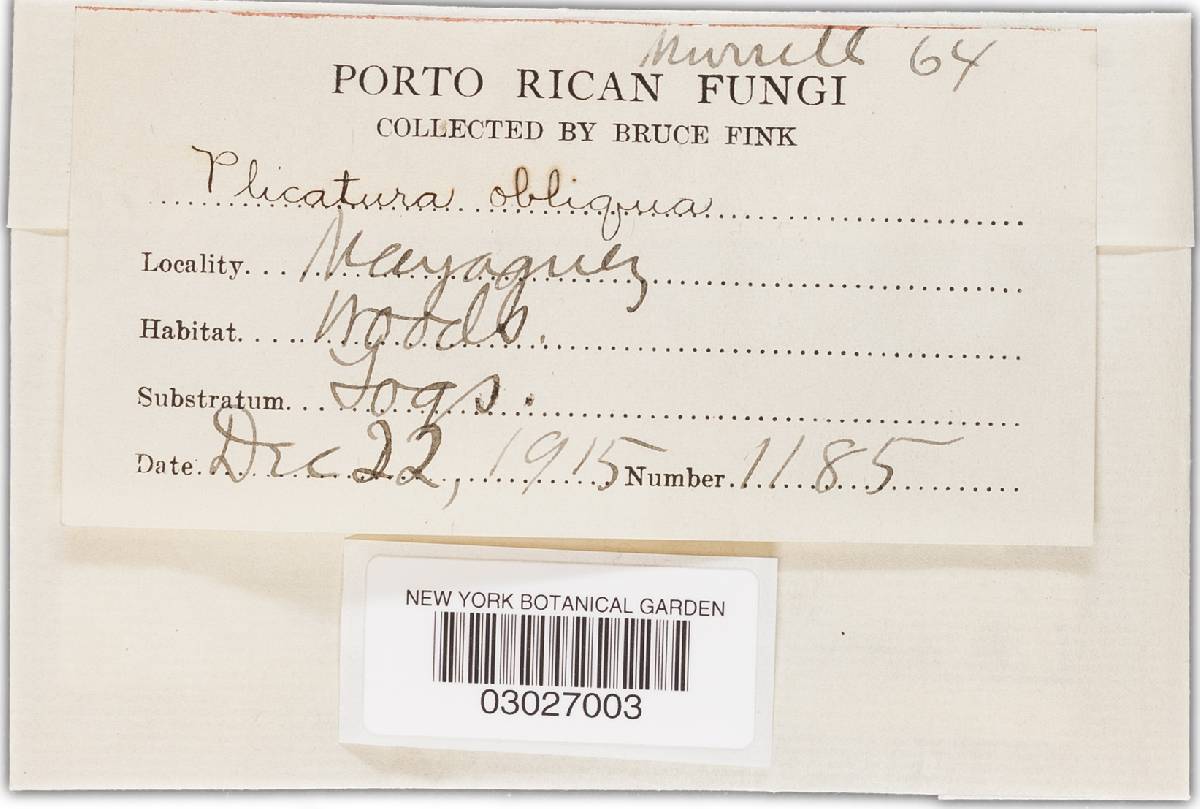 Murrell 64
PORTO RICAN FUNGI
COLLECTED BY BRUCE FINK
Plicatura obliqua
Locality... Mayaguez
Habitat..... Woods.
Substratum... Logs.
Date. Dec 22, 1915 Number. 1185
NEW YORK BOTANICAL GARDEN
03027003